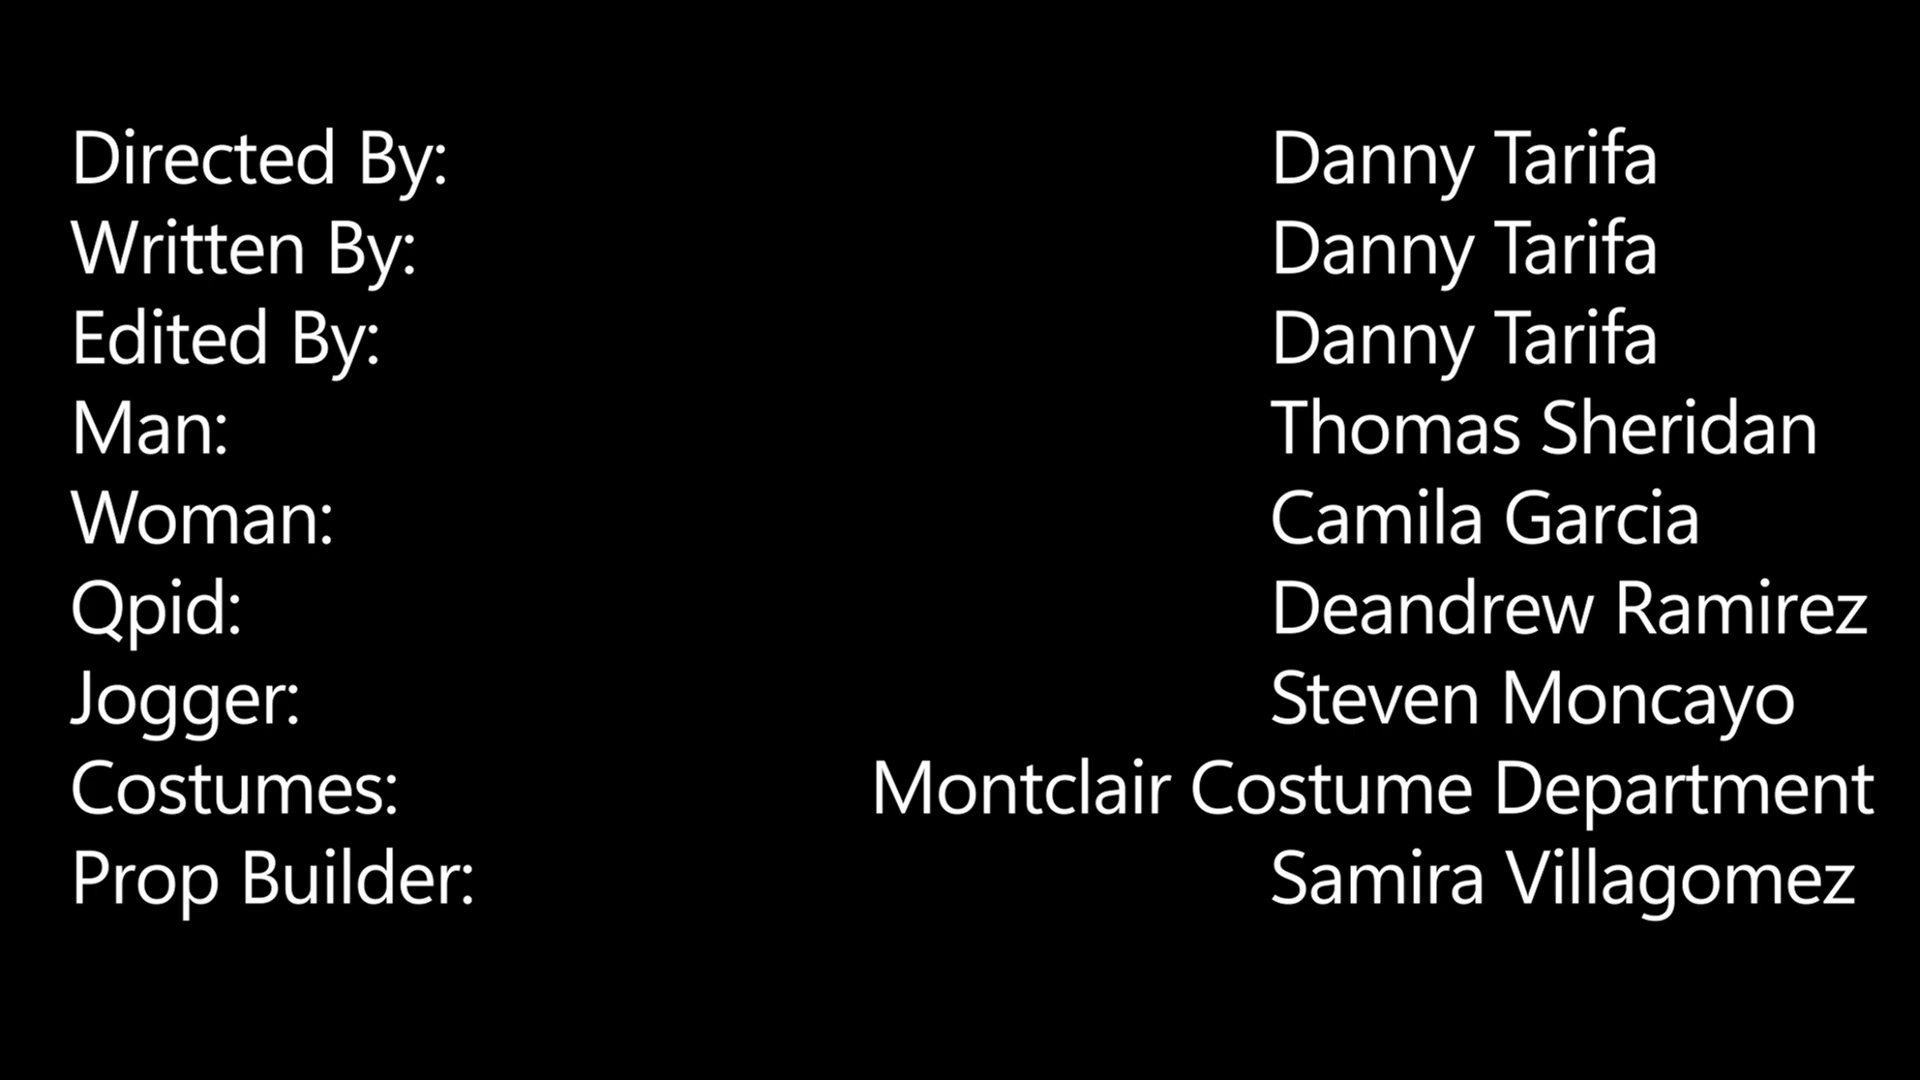 Directed By: Danny Tarifa
Written By: Danny Tarifa
Edited By: Danny Tarifa
Man: Thomas Sheridan
Woman: Camila Garcia
Qpid: Deandrew Ramirez
Jogger: Steven Moncayo
Costumes: Montclair Costume Department
Prop Builder: Samira Villagomez